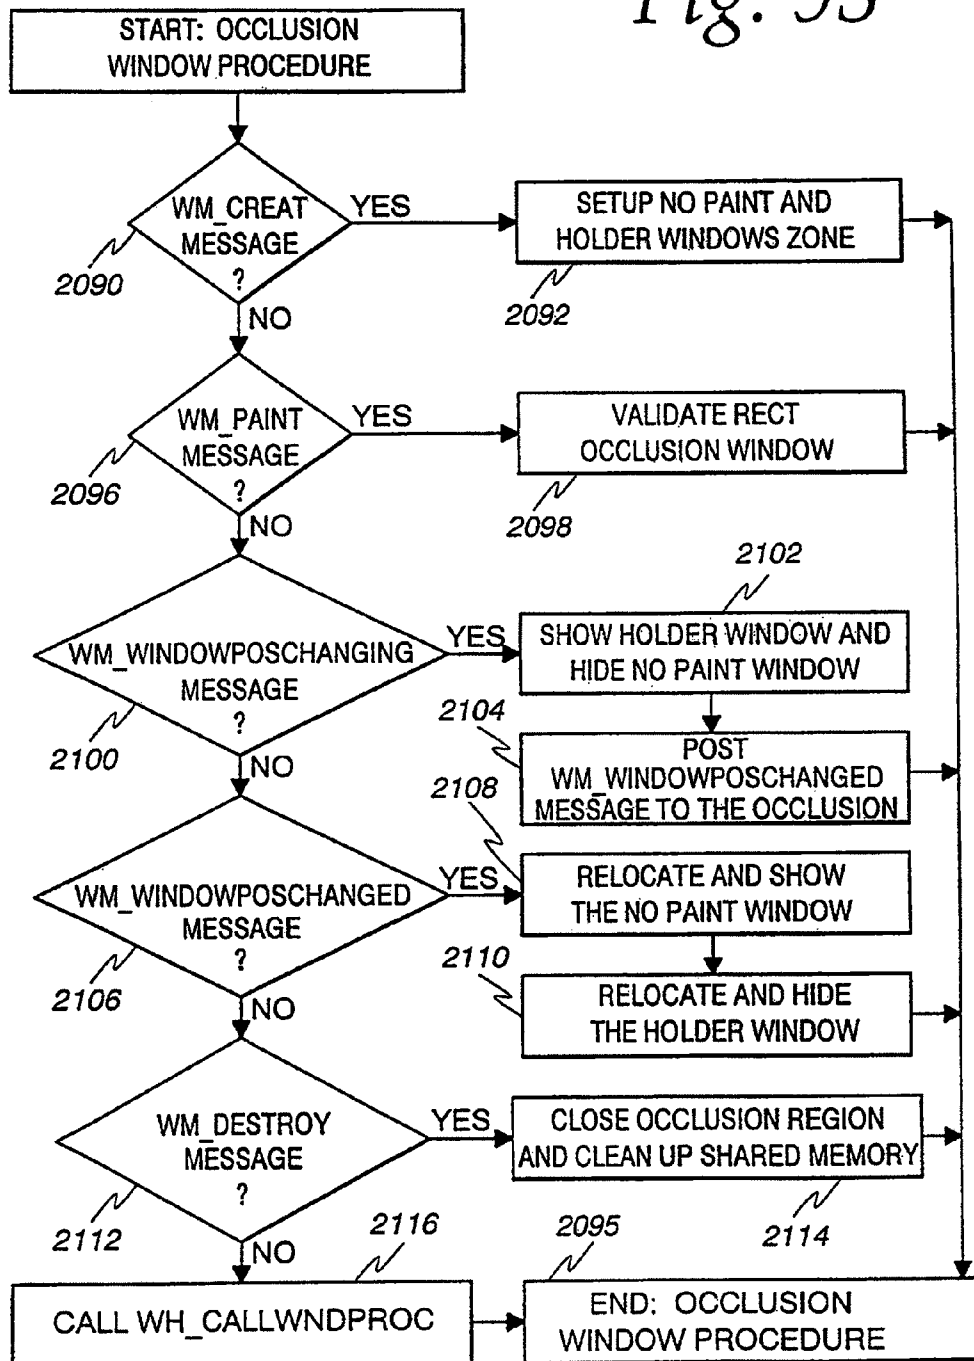 Fig. 53
START: OCCLUSION
WINDOW PROCEDURE
WM_CREAT
MESSAGE
?
YES
2090
NO
SETUP NO PAINT AND
HOLDER WINDOWS ZONE
2092
WM_PAINT
MESSAGE
?
YES
2096
NO
VALIDATE RECT
OCCLUSION WINDOW
2098
WM_WINDOWPOSCHANGING
MESSAGE
?
YES
2100
NO
2102
SHOW HOLDER WINDOW AND
HIDE NO PAINT WINDOW
2104
POST
WM_WINDOWPOSCHANGED
MESSAGE TO THE OCCLUSION
WM_WINDOWPOSCHANGED
MESSAGE
?
YES
2106
NO
2108
RELOCATE AND SHOW
THE NO PAINT WINDOW
2110
RELOCATE AND HIDE
THE HOLDER WINDOW
WM_DESTROY
MESSAGE
?
YES
2112
NO
CLOSE OCCLUSION REGION
AND CLEAN UP SHARED MEMORY
2114
2116
CALL WH_CALLWNDPROC
2095
END: OCCLUSION
WINDOW PROCEDURE